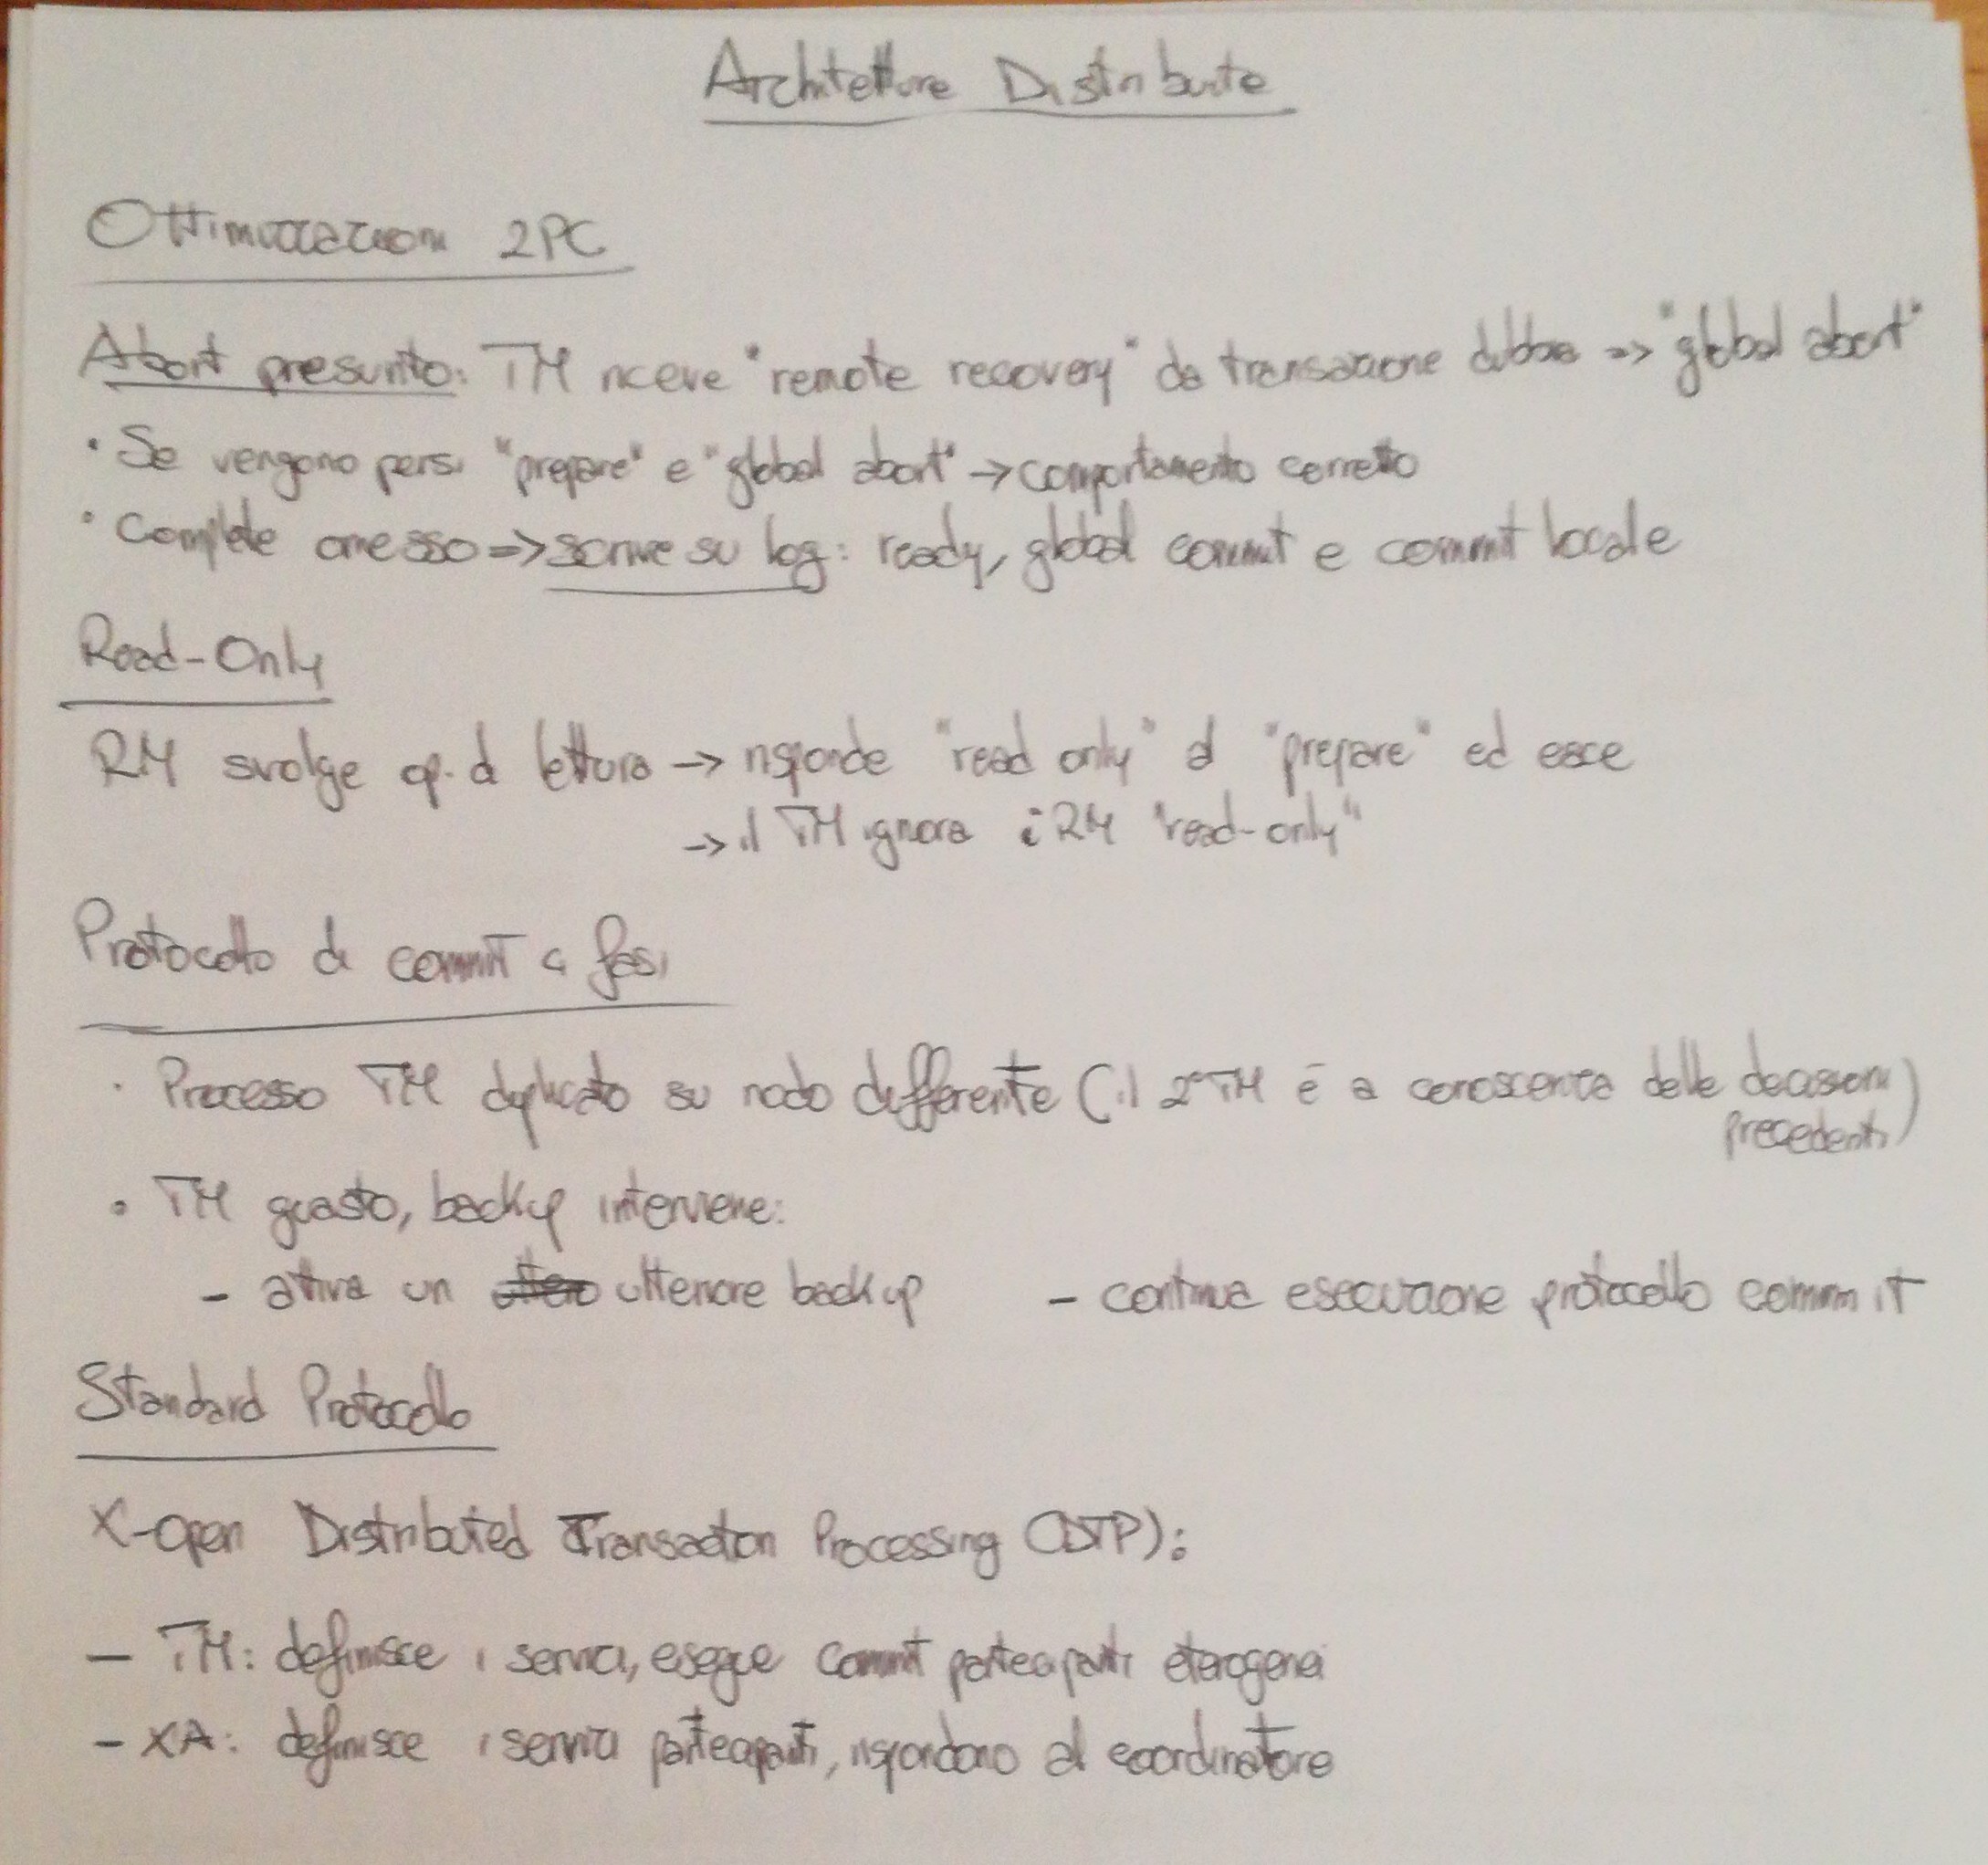 Architetture Distribuite
Ottimizzazioni 2PC
Abort presunto: TM riceve "remote recovery" da transazione dubbia => "global abort"
• Se vengono persi "prepare" e "global abort" → comportamento corretto
• Complete omesso => scrive su log: ready, global commit e commit locale
Read-Only
RM svolge op. di lettura → risponde "read only" al "prepare" ed esce
→ il TM ignora i RM "read-only"
Protocollo di commit 4 fasi
• Processo TM duplicato su nodo differente (il 2° TM è a conoscenza delle decisioni
precedenti)
• TM guasto, backup interviene:
- attiva un ulteriore backup - continua esecuzione protocollo commit
Standard Protocollo
X-Open Distributed Transaction Processing (DTP):
- TM: definisce i servizi, esegue commit partecipanti eterogenei
- XA: definisce i servizi partecipanti, rispondono al coordinatore